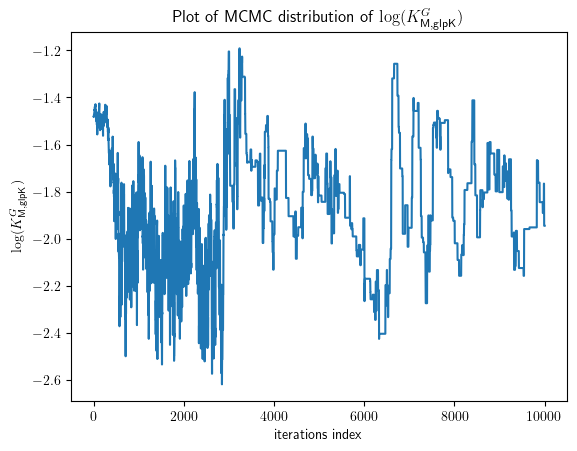 Plot of MCMC distribution of log(K^G_M,glpK)
log(K^G_M,glpK)
−1.2
−1.4
−1.6
−1.8
−2.0
−2.2
−2.4
−2.6
0 2000 4000 6000 8000 10000
iterations index